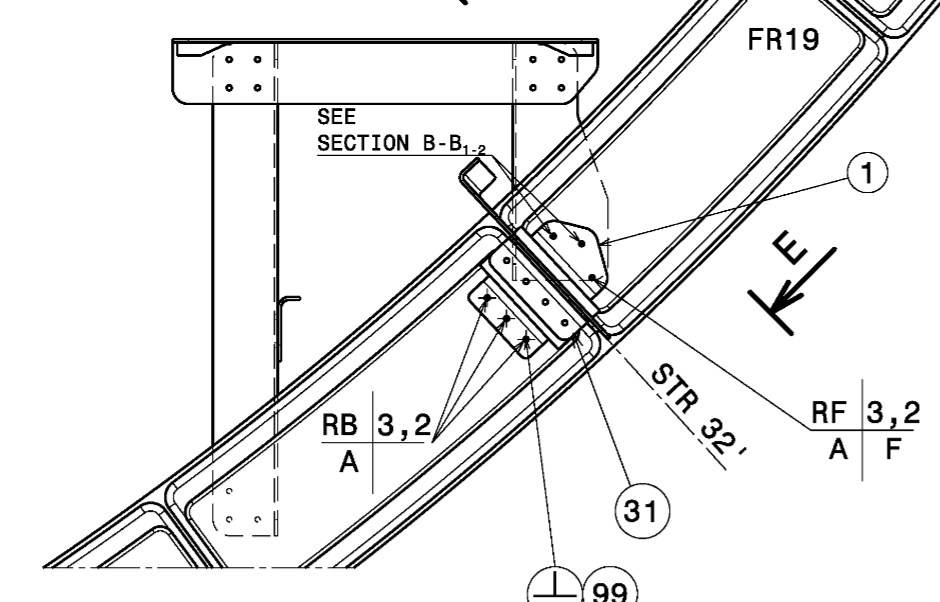 FR19
SEE
SECTION B-B1-2
1
E
STR 32'
RB 3,2
A
RF 3,2
A F
31
99